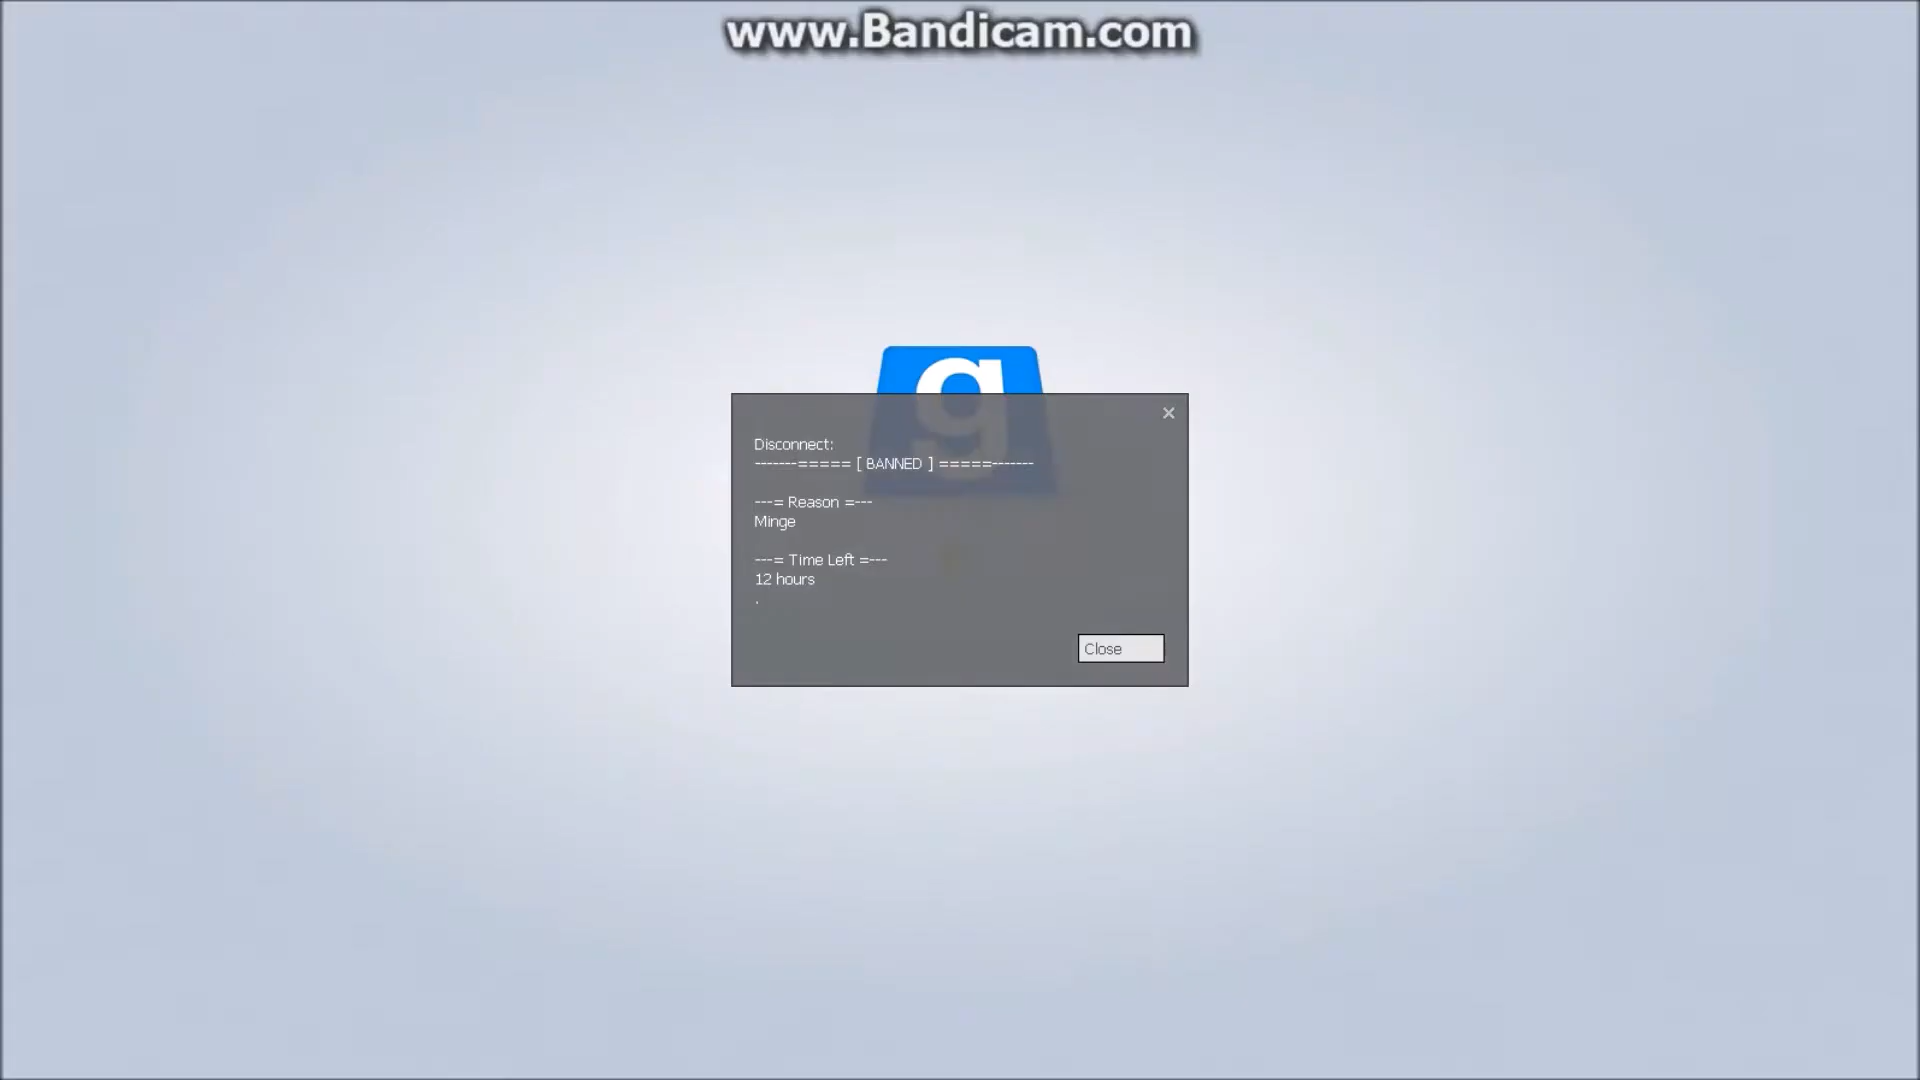 www.Bandicam.com
g
Disconnect:
-------===== [ BANNED ] =====-------
---= Reason =---
Minge
---= Time Left =---
12 hours
.
Close